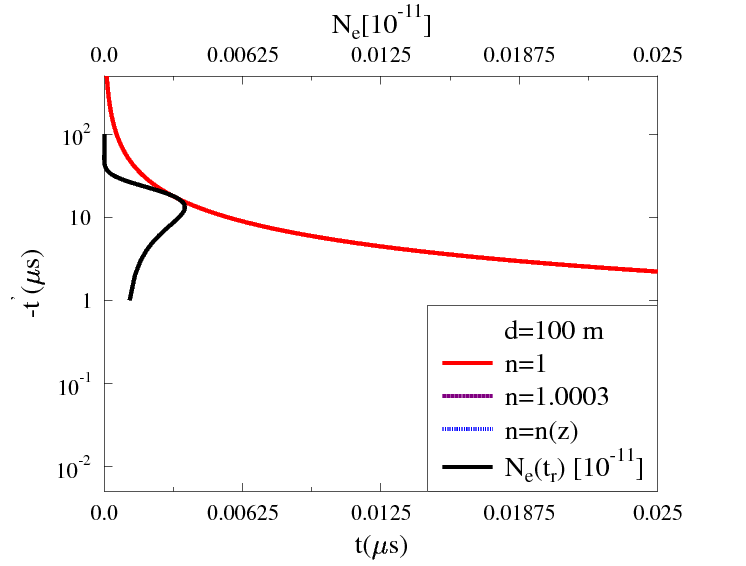 N_e[10^-11]
0.0 0.00625 0.0125 0.01875 0.025
10^2
10
1
10^-1
10^-2
-t' (μs)
d=100 m
n=1
n=1.0003
n=n(z)
N_e(t_r) [10^-11]
0.0 0.00625 0.0125 0.01875 0.025
t(μs)